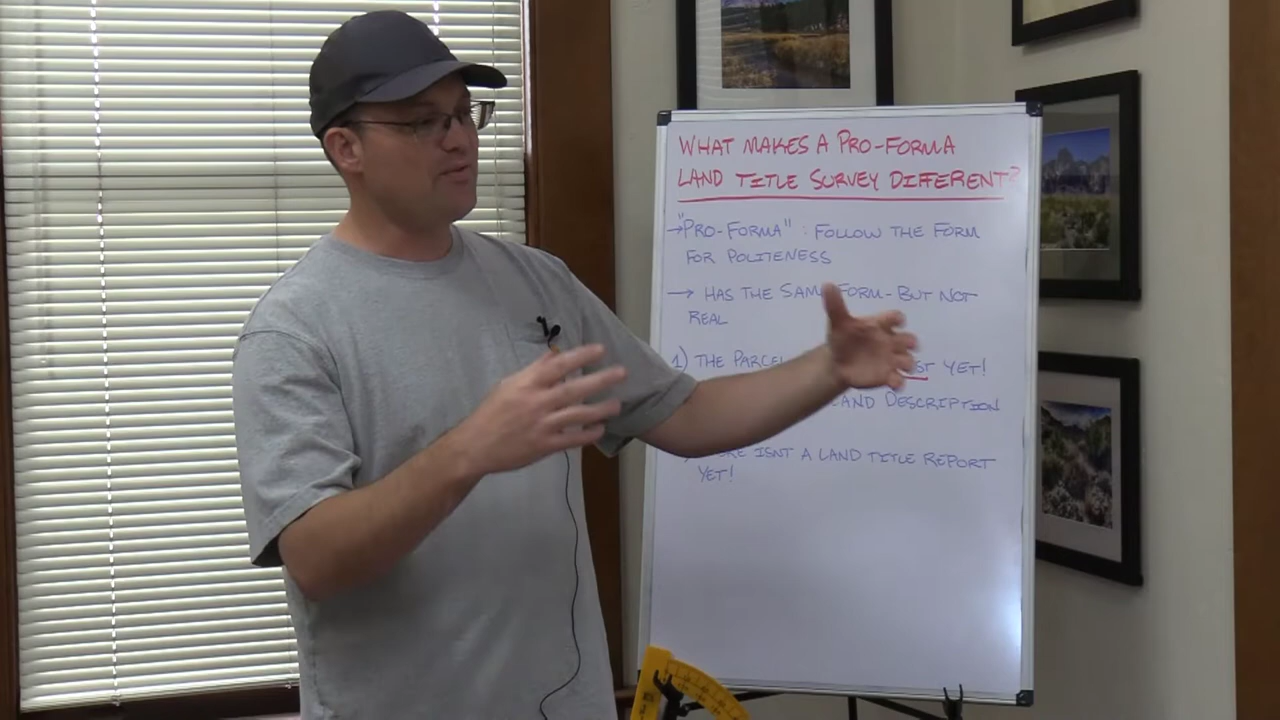 WHAT MAKES A PRO-FORMA
LAND TITLE SURVEY DIFFERENT?
→"PRO-FORMA" : FOLLOW THE FORM
FOR POLITENESS
→ HAS THE SAME FORM - BUT NOT
REAL
1) THE PARCEL YET!
LAND DESCRIPTION
ISNT A LAND TITLE REPORT
YET!